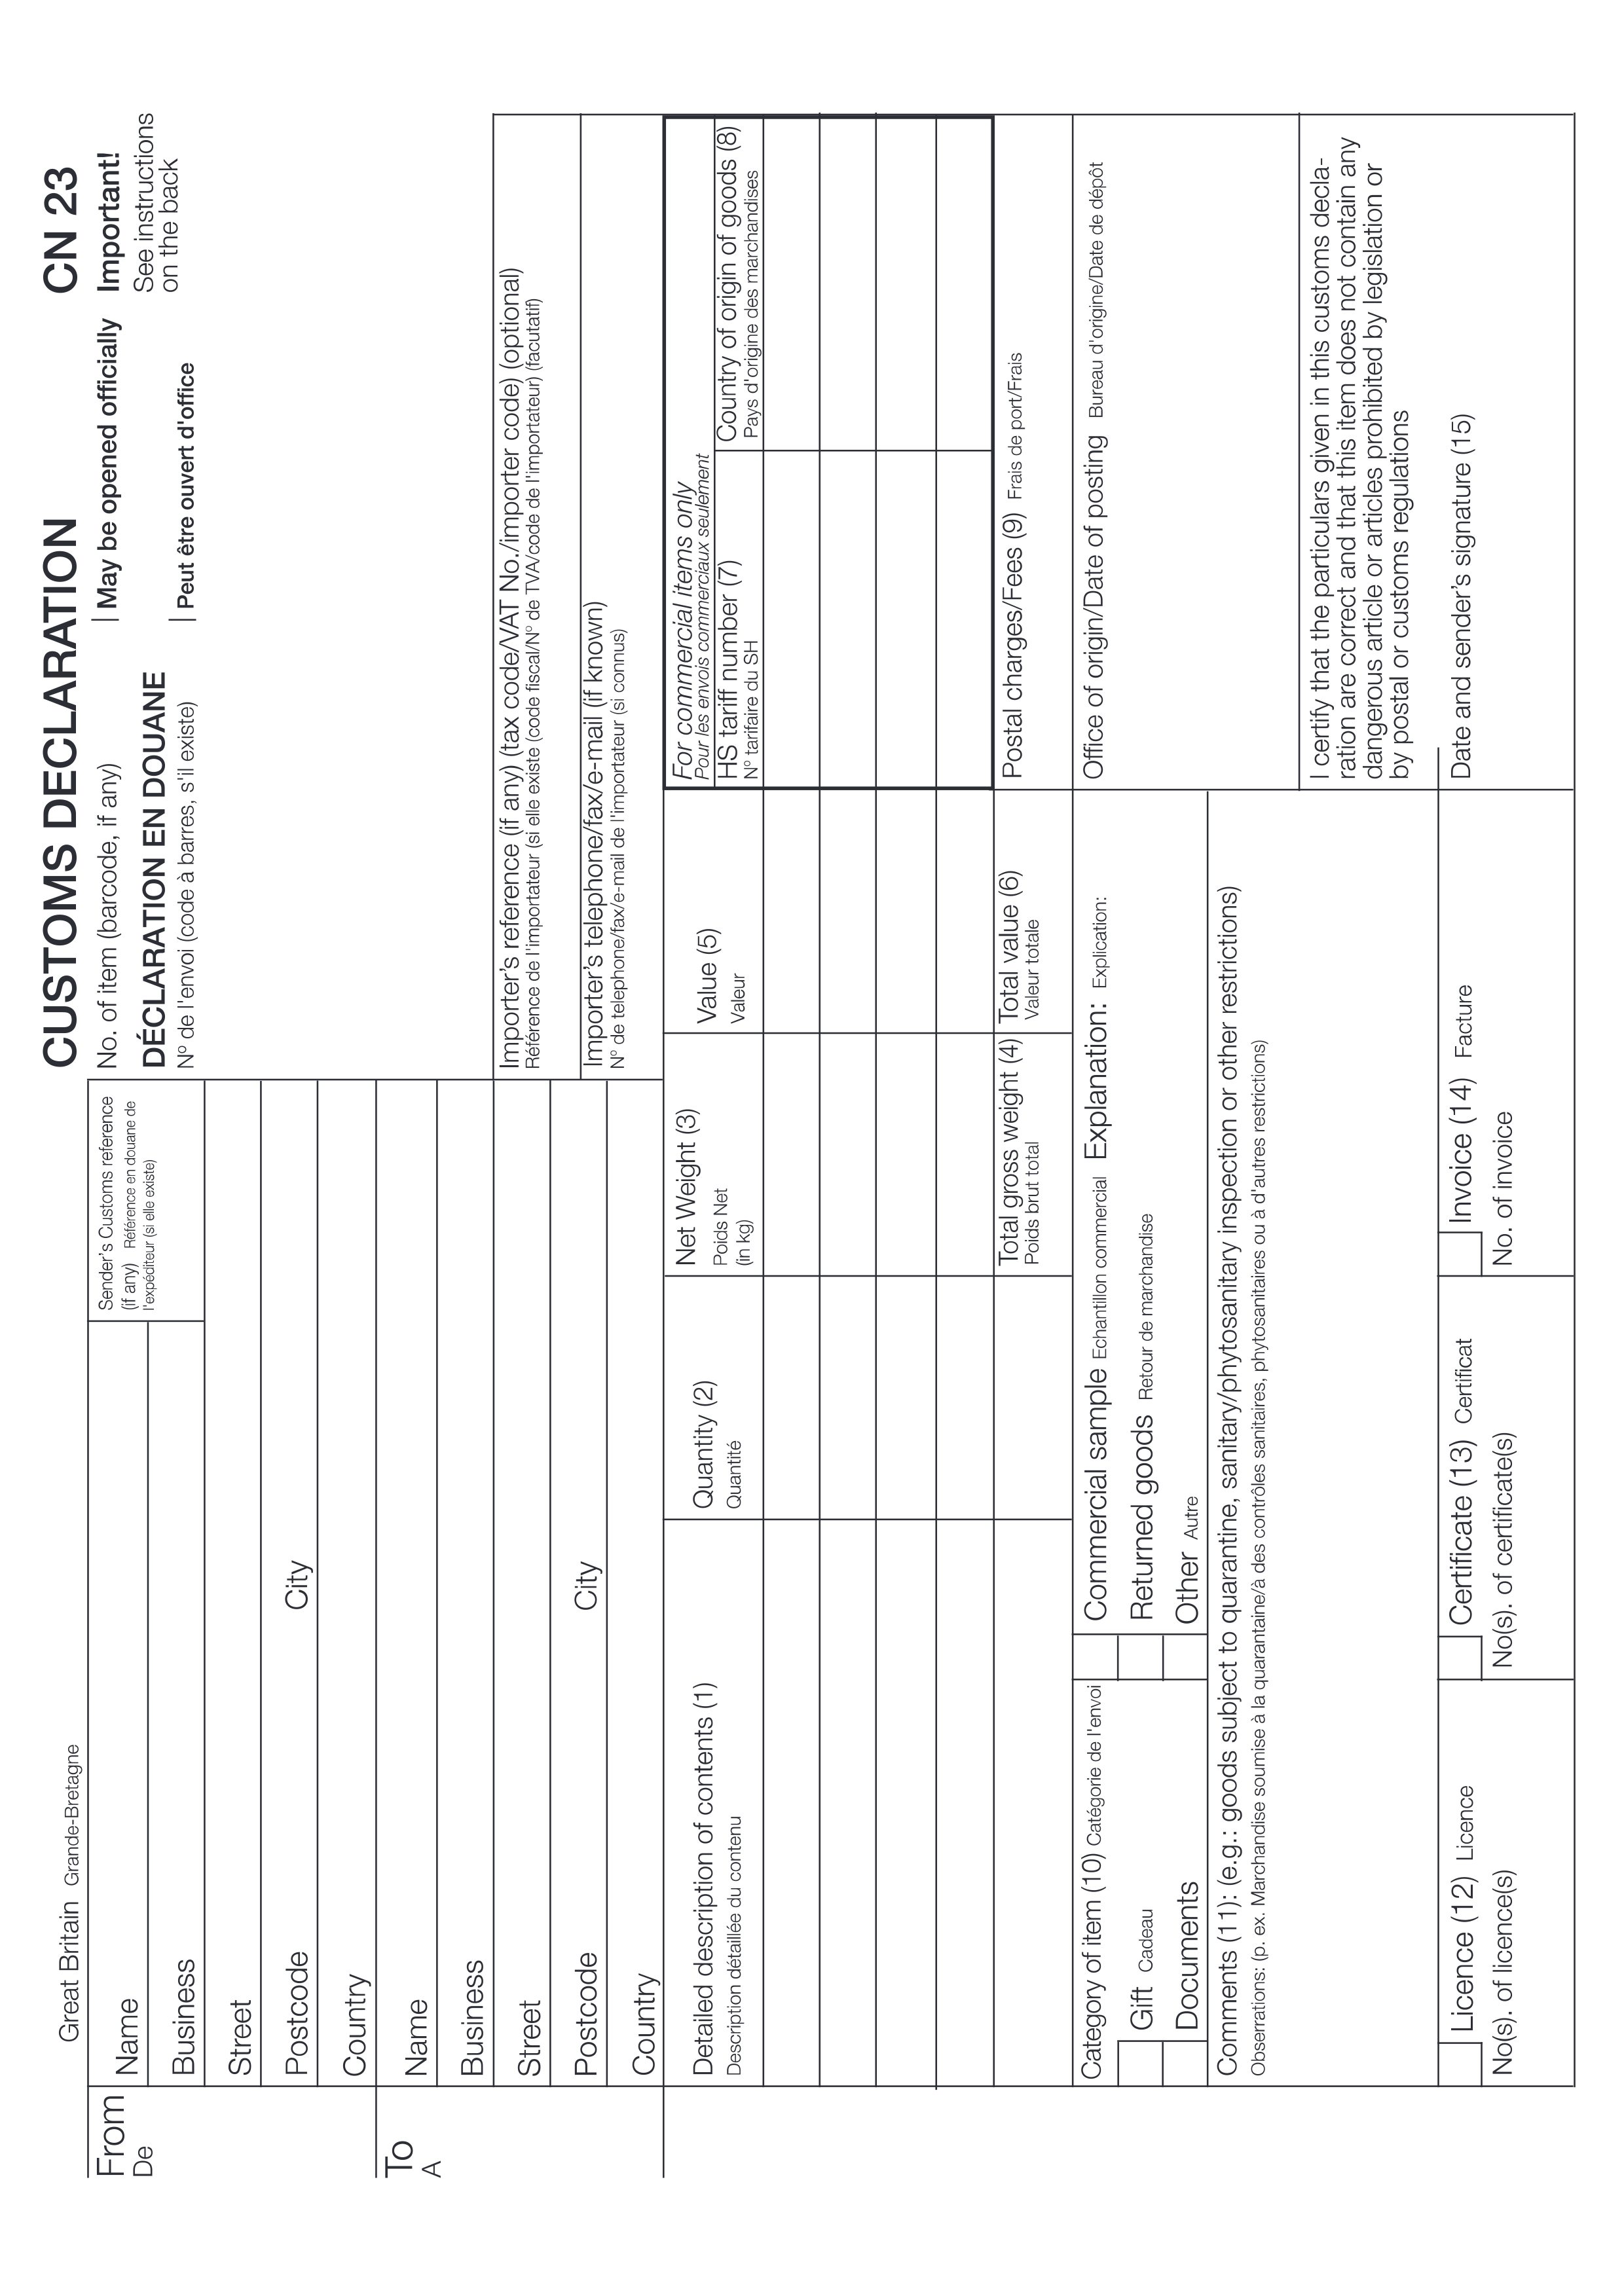 Great Britain Grande-Bretagne
CUSTOMS DECLARATION CN 23
From
De
Name
Sender's Customs reference
(if any) Référence en douane de
l'expéditeur (si elle existe)
Business
Street
Postcode City
Country
No. of item (barcode, if any) May be opened officially Important!
DÉCLARATION EN DOUANE
See instructions
on the back
Nº de l'envoi (code à barres, s'il existe) Peut être ouvert d'office
To
A
Name
Business
Street
Postcode City
Country
Importer's reference (if any) (tax code/VAT No./importer code) (optional)
Référence de l'importateur (si elle existe (code fiscal/Nº de TVA/code de l'importateur) (facutatif)
Importer's telephone/fax/e-mail (if known)
Nº de telephone/fax/e-mail de l'importateur (si connus)
Detailed description of contents (1)
Description détaillée du contenu
Quantity (2)
Quantité
Net Weight (3)
Poids Net
(in kg)
Value (5)
Valeur
For commercial items only
Pour les envois commerciaux seulement
HS tariff number (7)
Nº tarifaire du SH
Country of origin of goods (8)
Pays d'origine des marchandises
Total gross weight (4)
Poids brut total
Total value (6)
Valeur totale
Postal charges/Fees (9) Frais de port/Frais
Category of item (10) Catégorie de l'envoi
Gift Cadeau
Documents
Commercial sample Echantillon commercial
Returned goods Retour de marchandise
Other Autre
Explanation: Explication:
Office of origin/Date of posting Bureau d'origine/Date de dépôt
Comments (11): (e.g.: goods subject to quarantine, sanitary/phytosanitary inspection or other restrictions)
Obserrations: (p. ex. Marchandise soumise à la quarantaine/à des contrôles sanitaires, phytosanitaires ou à d'autres restrictions)
I certify that the particulars given in this customs decla-
ration are correct and that this item does not contain any
dangerous article or articles prohibited by legislation or
by postal or customs regulations
Licence (12) Licence
No(s). of licence(s)
Certificate (13) Certificat
No(s). of certificate(s)
Invoice (14) Facture
No. of invoice
Date and sender's signature (15)